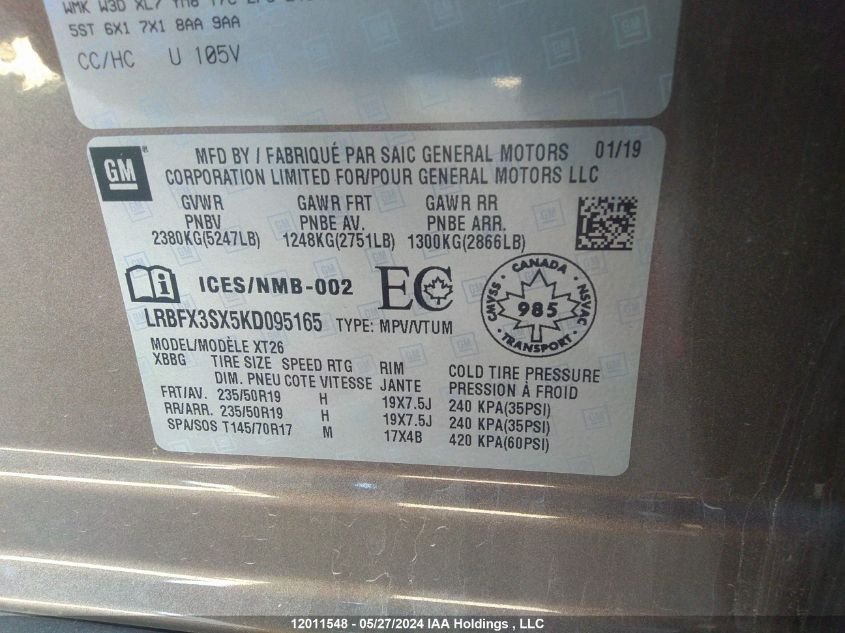 5ST 6X1 7X1 8AA 9AA
CC/HC U 105V
GM
MFD BY / FABRIQUÉ PAR SAIC GENERAL MOTORS 01/19
CORPORATION LIMITED FOR/POUR GENERAL MOTORS LLC
GVWR GAWR FRT GAWR RR
PNBV PNBE AV. PNBE ARR.
2380KG(5247LB) 1248KG(2751LB) 1300KG(2866LB)
ICES/NMB-002 EC
CANADA CMVSS NSVAC 985 TRANSPORT
LRBFX3SX5KD095165 TYPE: MPV/VTUM
MODEL/MODÈLE XT26
XBBG TIRE SIZE SPEED RTG RIM COLD TIRE PRESSURE
DIM. PNEU COTE VITESSE JANTE PRESSION À FROID
FRT/AV. 235/50R19 H 19X7.5J 240 KPA(35PSI)
RR/ARR. 235/50R19 H 19X7.5J 240 KPA(35PSI)
SPA/SOS T145/70R17 M 17X4B 420 KPA(60PSI)
12011548 - 05/27/2024 IAA Holdings , LLC